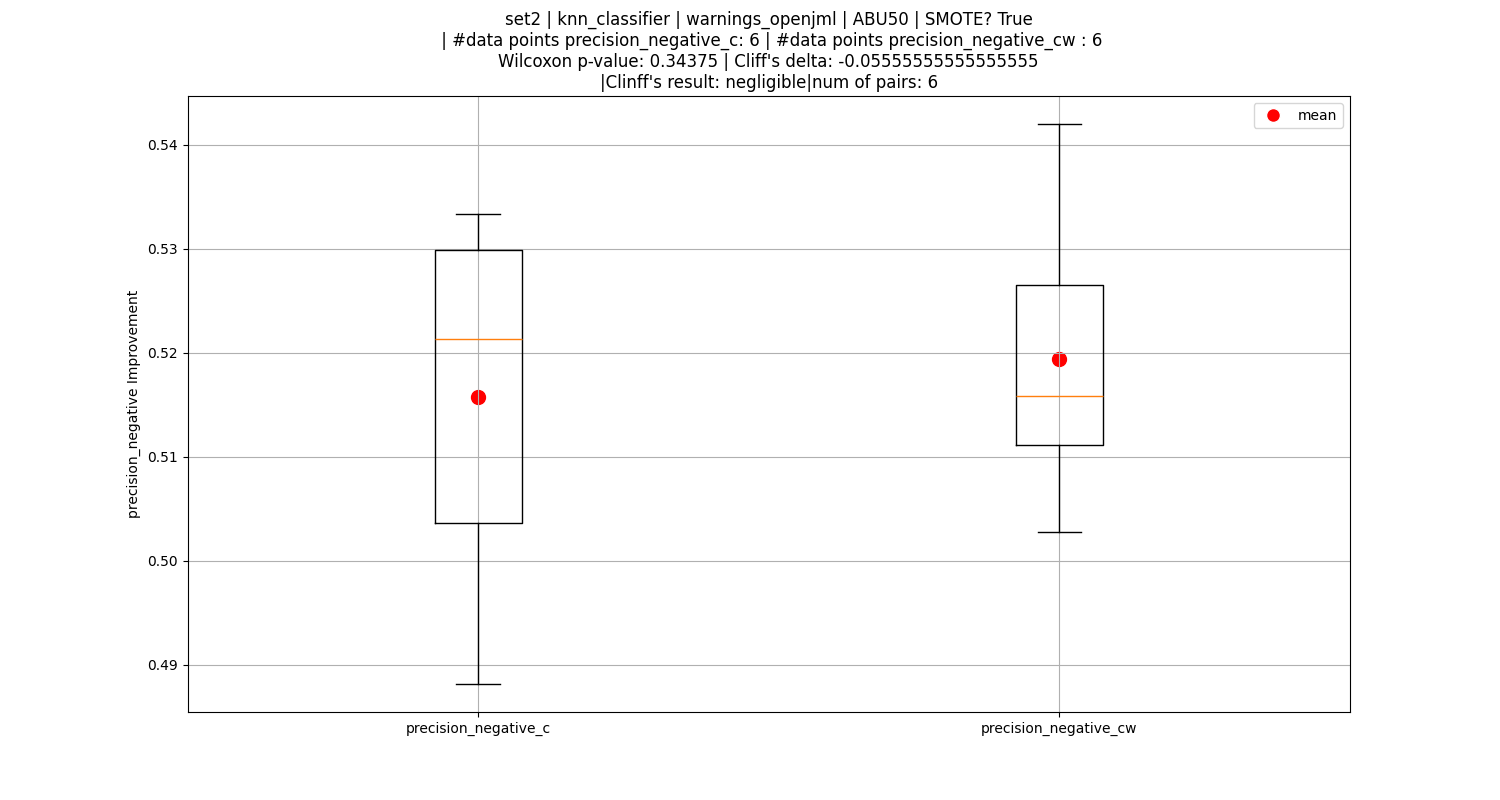 set2 | knn_classifier | warnings_openjml | ABU50 | SMOTE? True
| #data points precision_negative_c: 6 | #data points precision_negative_cw : 6
Wilcoxon p-value: 0.34375 | Cliff's delta: -0.05555555555555555
|Clinff's result: negligible|num of pairs: 6
mean
0.54
0.53
0.52
0.51
0.50
0.49
precision_negative Improvement
precision_negative_c
precision_negative_cw